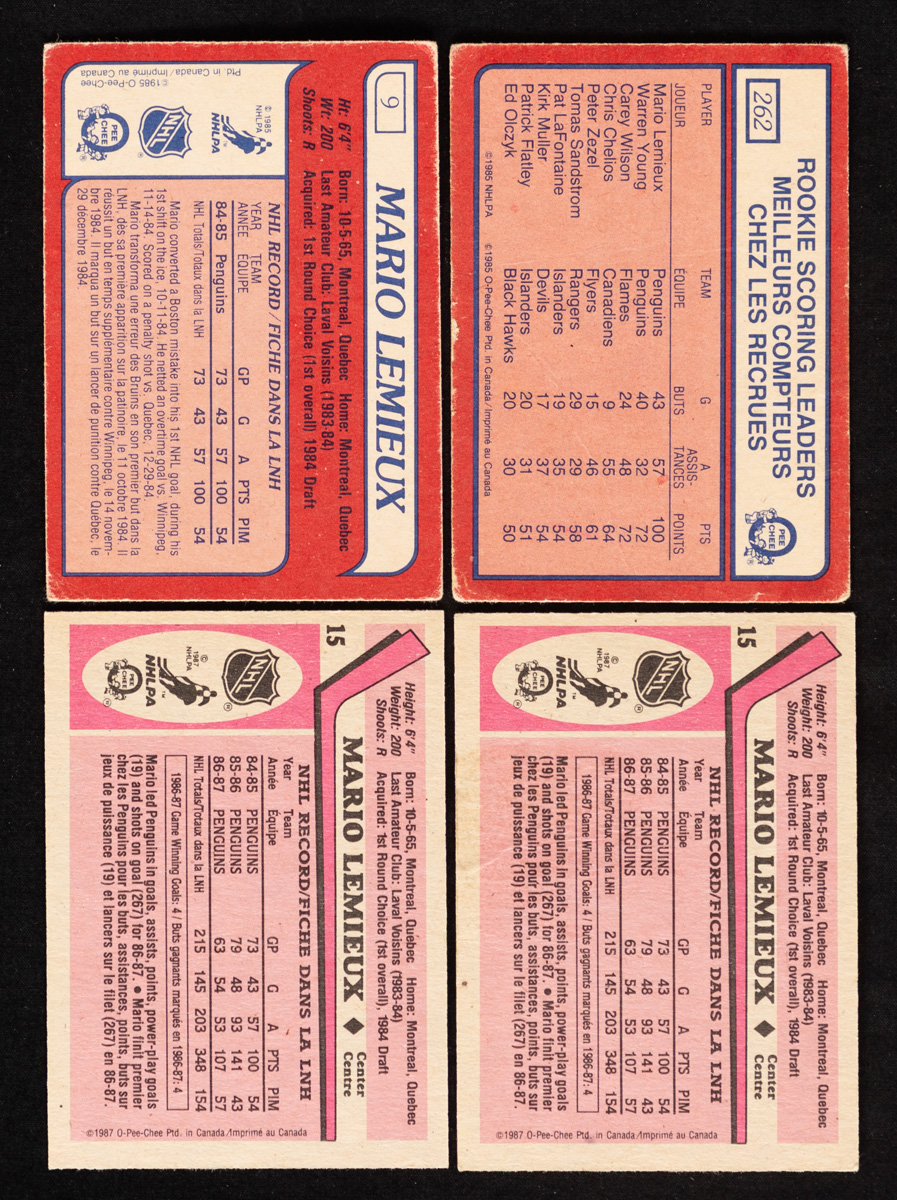 9
MARIO LEMIEUX
Ht: 6'4" Born: 10-5-65, Montreal, Quebec Home: Montreal, Quebec
Wt: 200 Last Amateur Club: Laval Voisins (1983-84)
Shoots: R Acquired: 1st Round Choice (1st overall) 1984 Draft
©1985 O-Pee-Chee
Ptd. in Canada/Imprimé au Canada
© 1985
NHLPA
NHLPA
NHL
®
O
PEE
CHEE
NHL RECORD / FICHE DANS LA LNH
YEAR TEAM
ANNÉE EQUIPE GP G A PTS PIM
84-85 Penguins 73 43 57 100 54
NHL Totals/Totaux dans la LNH 73 43 57 100 54
Mario converted a Boston mistake into his 1st NHL goal, during his
1st shift on the ice, 10-11-84. He netted an overtime goal vs. Winnipeg,
11-14-84. Scored on a penalty shot vs. Quebec, 12-29-84.
Mario transforma une erreur des Bruins en son premier but dans la
LNH, dès sa première apparition sur la patinoire, le 11 octobre 1984. Il
réussit un but en temps supplémentaire contre Winnipeg, le 14 novem-
bre 1984. Il marqua un but sur un lancer de punition contre Québec, le
29 décembre 1984
262
ROOKIE SCORING LEADERS
MEILLEURS COMPTEURS
CHEZ LES RECRUES
O
PEE
CHEE
PLAYER TEAM G A PTS
JOUEUR EQUIPE BUTS ASSIS- POINTS
TANCES
Mario Lemieux Penguins 43 57 100
Warren Young Penguins 40 32 72
Carey Wilson Flames 24 48 72
Chris Chelios Canadiens 9 55 64
Peter Zezel Flyers 15 46 61
Tomas Sandstrom Rangers 29 29 58
Pat LaFontaine Islanders 19 35 54
Kirk Muller Devils 17 37 54
Patrick Flatley Islanders 20 31 51
Ed Olczyk Black Hawks 20 30 50
©1985 NHLPA ©1985 O-Pee-Chee Ptd. in Canada/Imprimé au Canada
15
Height: 6'4" Born: 10-5-65, Montreal, Québec Home: Montreal, Quebec
Weight: 200 Last Amateur Club: Laval Voisins (1983-84)
Shoots: R Acquired: 1st Round Choice (1st overall), 1984 Draft
MARIO LEMIEUX ◆ Center
Centre
NHL
®
©
1987
NHLPA
NHLPA
™
O
PEE
CHEE
NHL RECORD/FICHE DANS LA LNH
Year Team
Année Équipe GP G A PTS PIM
84-85 PENGUINS 73 43 57 100 54
85-86 PENGUINS 79 48 93 141 43
86-87 PENGUINS 63 54 53 107 57
NHL Totals/Totaux dans la LNH 215 145 203 348 154
1986-87 Game Winning Goals: 4 / Buts gagnants marqués en 1986-87: 4
Mario led Penguins in goals, assists, points, power-play goals
(19) and shots on goal (267) for 86-87. ● Mario finit premier
chez les Penguins pour les buts, assistances, points, buts sur
jeux de puissance (19) et lancers sur le filet (267) en 86-87.
©1987 O-Pee-Chee Ptd. in Canada/Imprimé au Canada
15
Height: 6'4" Born: 10-5-65, Montreal, Quebec Home: Montreal, Quebec
Weight: 200 Last Amateur Club: Laval Voisins (1983-84)
Shoots: R Acquired: 1st Round Choice (1st overall), 1984 Draft
MARIO LEMIEUX ◆ Center
Centre
NHL
®
©
1987
NHLPA
NHLPA
™
O
PEE
CHEE
NHL RECORD/FICHE DANS LA LNH
Year Team
Année Équipe GP G A PTS PIM
84-85 PENGUINS 73 43 57 100 54
85-86 PENGUINS 79 48 93 141 43
86-87 PENGUINS 63 54 53 107 57
NHL Totals/Totaux dans la LNH 215 145 203 348 154
1986-87 Game Winning Goals: 4 / Buts gagnants marqués en 1986-87: 4
Mario led Penguins in goals, assists, points, power-play goals
(19) and shots on goal (267) for 86-87. ● Mario finit premier
chez les Penguins pour les buts, assistances, points, buts sur
jeux de puissance (19) et lancers sur le filet (267) en 86-87.
©1987 O-Pee-Chee Ptd. in Canada/Imprimé au Canada